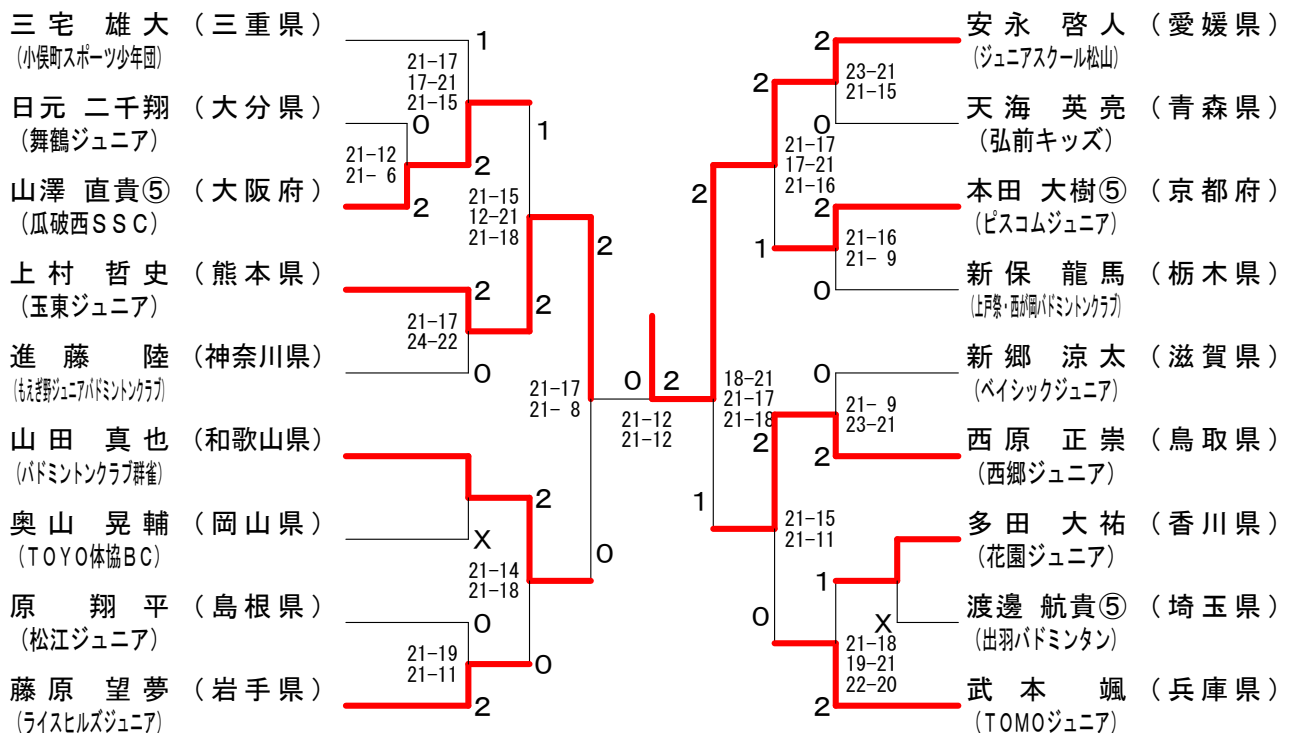 三宅 雄大 （三重県）
(小俣町スポーツ少年団)
日元 二千翔 （大分県）
(舞鶴ジュニア)
山澤 直貴⑤ （大阪府）
(瓜破西ＳＳＣ)
上村 哲史 （熊本県）
(玉東ジュニア)
進藤 陸 （神奈川県）
(もえぎ野ジュニアバドミントンクラブ)
山田 真也 （和歌山県）
(バドミントンクラブ群雀)
奥山 晃輔 （岡山県）
(ＴＯＹＯ体協ＢＣ)
原 翔平 （島根県）
(松江ジュニア)
藤原 望夢 （岩手県）
(ライスヒルズジュニア)
1
21-17
17-21
21-15
0
21-12
21- 6
2
2
1
21-15
12-21
21-18
2
21-17
24-22
0
2
2
21-17
21- 8
X
2
21-14
21-18
0
0
21-19
21-11
2
0
0
2
21-12
21-12
2
18-21
21-17
21-18
1
2
21-17
17-21
21-16
1
2
23-21
21-15
0
2
21-16
21- 9
0
0
21- 9
23-21
2
2
21-15
21-11
0
1
X
21-18
19-21
22-20
2
安永 啓人 （愛媛県）
(ジュニアスクール松山)
天海 英亮 （青森県）
(弘前キッズ)
本田 大樹⑤ （京都府）
(ピスコムジュニア)
新保 龍馬 （栃木県）
(上戸祭・西が岡バドミントンクラブ)
新郷 涼太 （滋賀県）
(ベイシックジュニア)
西原 正崇 （鳥取県）
(西郷ジュニア)
多田 大祐 （香川県）
(花園ジュニア)
渡邊 航貴⑤ （埼玉県）
(出羽バドミンタン)
武本 颯 （兵庫県）
(ＴＯＭＯジュニア)